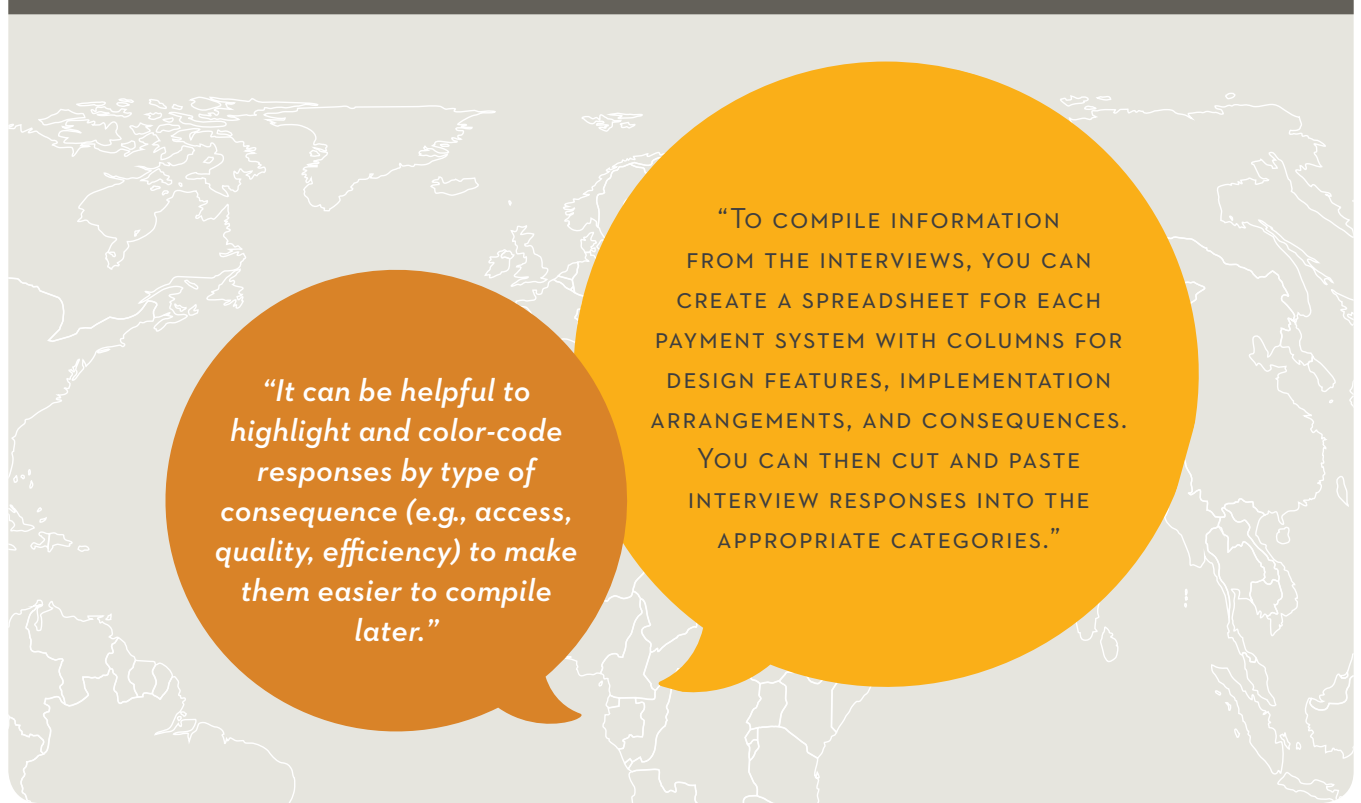 “It can be helpful to
highlight and color-code
responses by type of
consequence (e.g., access,
quality, efficiency) to make
them easier to compile
later.”
“To compile information
from the interviews, you can
create a spreadsheet for each
payment system with columns for
design features, implementation
arrangements, and consequences.
You can then cut and paste
interview responses into the
appropriate categories.”